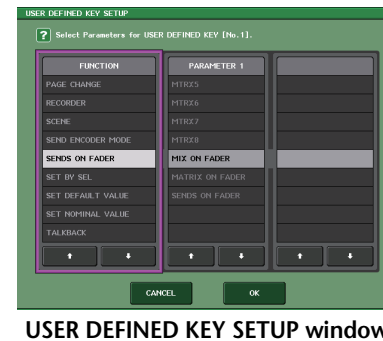 USER DEFINED KEY SETUP
? Select Parameters for USER DEFINED KEY [No.1].
FUNCTION
PARAMETER 1
PAGE CHANGE
MTRX5
RECORDER
MTRX6
SCENE
MTRX7
SEND ENCODER MODE
MTRX8
SENDS ON FADER
MIX ON FADER
SET BY SEL
MATRIX ON FADER
SET DEFAULT VALUE
SENDS ON FADER
SET NOMINAL VALUE
TALKBACK
CANCEL
OK
USER DEFINED KEY SETUP window